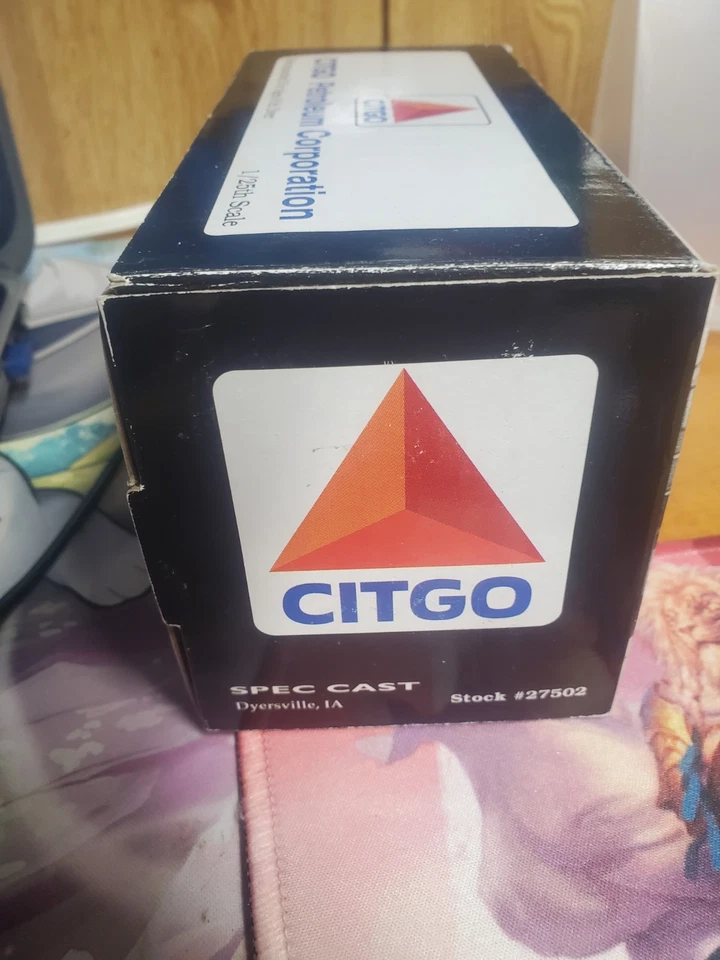 CITGO
CITGO Petroleum Corporation
1/25th Scale
CITGO
SPEC CAST
Dyersville, IA
Stock #27502